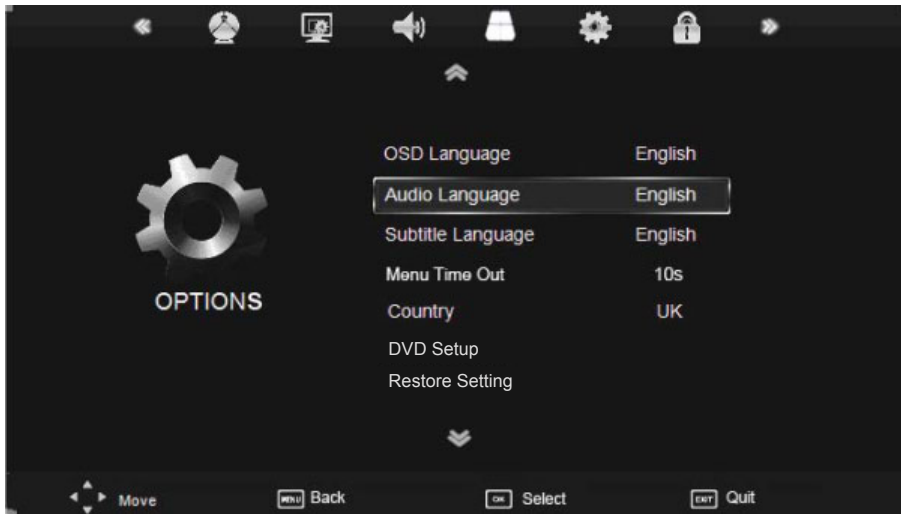 OSD Language English
Audio Language English
Subtitle Language English
Menu Time Out 10s
Country UK
DVD Setup
Restore Setting
OPTIONS
Move MENU Back OK Select EXIT Quit